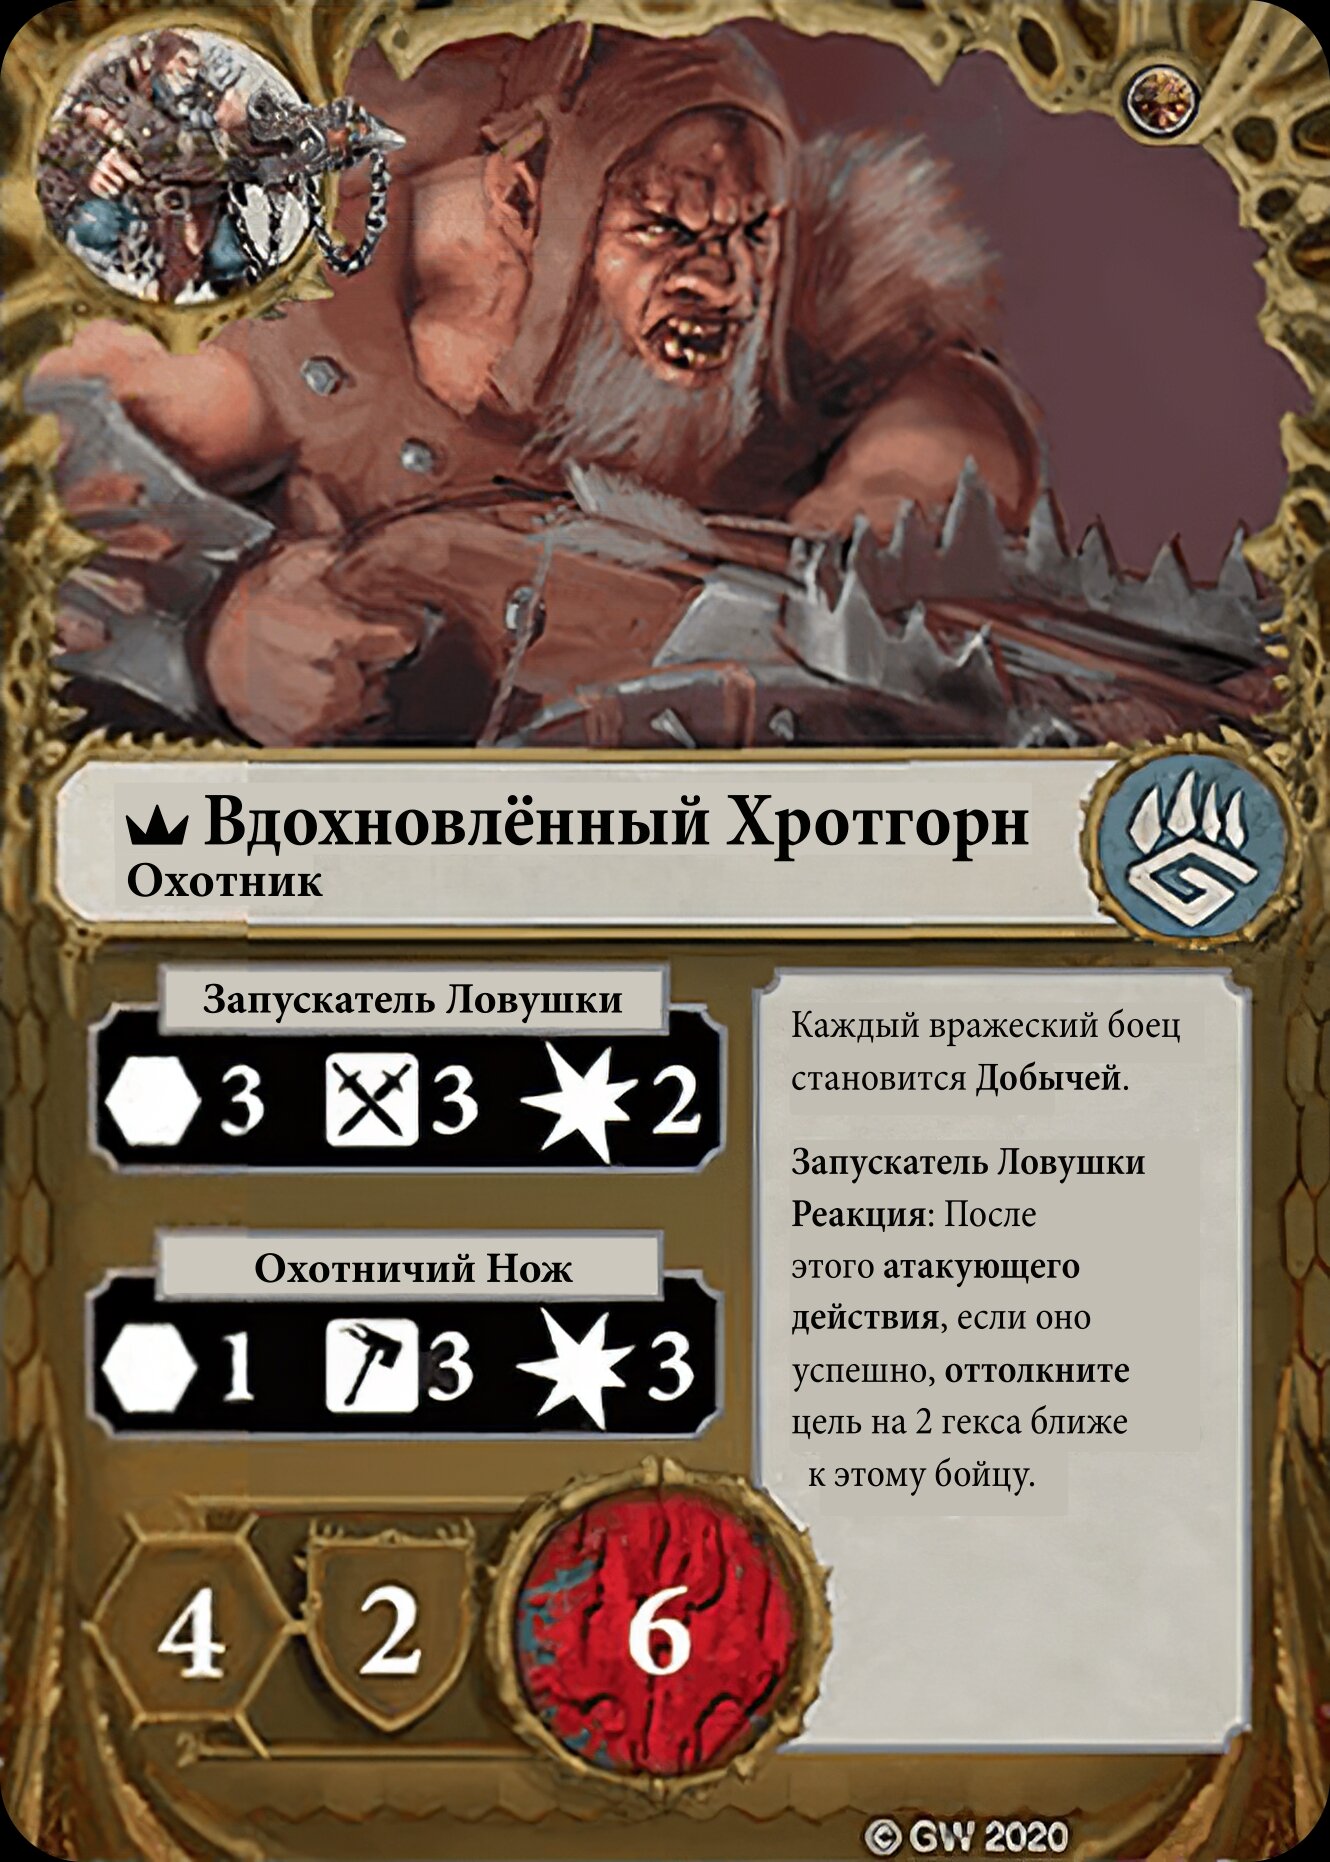 Вдохновлённый Хротгорн
Охотник
Запускатель Ловушки
3 3 2
Охотничий Нож
1 3 3
4 2 6
Каждый вражеский боец
становится Добычей.
Запускатель Ловушки
Реакция: После
этого атакующего
действия, если оно
успешно, оттолкните
цель на 2 гекса ближе
к этому бойцу.
© GW 2020